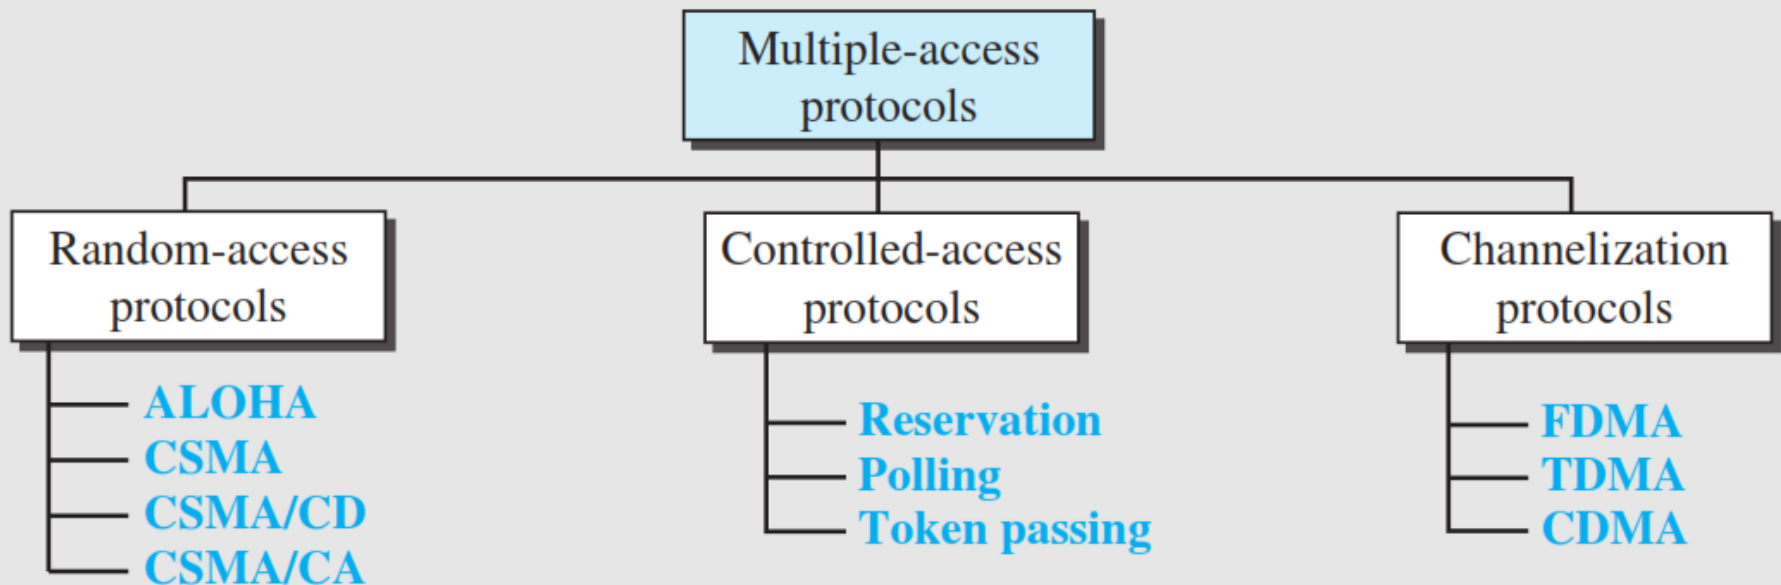 Multiple-access
protocols
Random-access
protocols
ALOHA
CSMA
CSMA/CD
CSMA/CA
Controlled-access
protocols
Reservation
Polling
Token passing
Channelization
protocols
FDMA
TDMA
CDMA